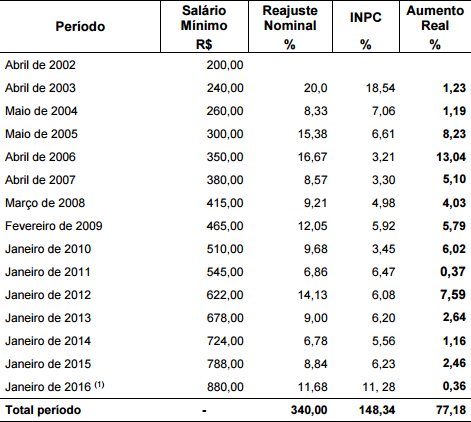 Período Salário Mínimo R$ Reajuste Nominal % INPC % Aumento Real %
Abril de 2002 200,00
Abril de 2003 240,00 20,0 18,54 1,23
Maio de 2004 260,00 8,33 7,06 1,19
Maio de 2005 300,00 15,38 6,61 8,23
Abril de 2006 350,00 16,67 3,21 13,04
Abril de 2007 380,00 8,57 3,30 5,10
Março de 2008 415,00 9,21 4,98 4,03
Fevereiro de 2009 465,00 12,05 5,92 5,79
Janeiro de 2010 510,00 9,68 3,45 6,02
Janeiro de 2011 545,00 6,86 6,47 0,37
Janeiro de 2012 622,00 14,13 6,08 7,59
Janeiro de 2013 678,00 9,00 6,20 2,64
Janeiro de 2014 724,00 6,78 5,56 1,16
Janeiro de 2015 788,00 8,84 6,23 2,46
Janeiro de 2016 (1) 880,00 11,68 11, 28 0,36
Total período - 340,00 148,34 77,18